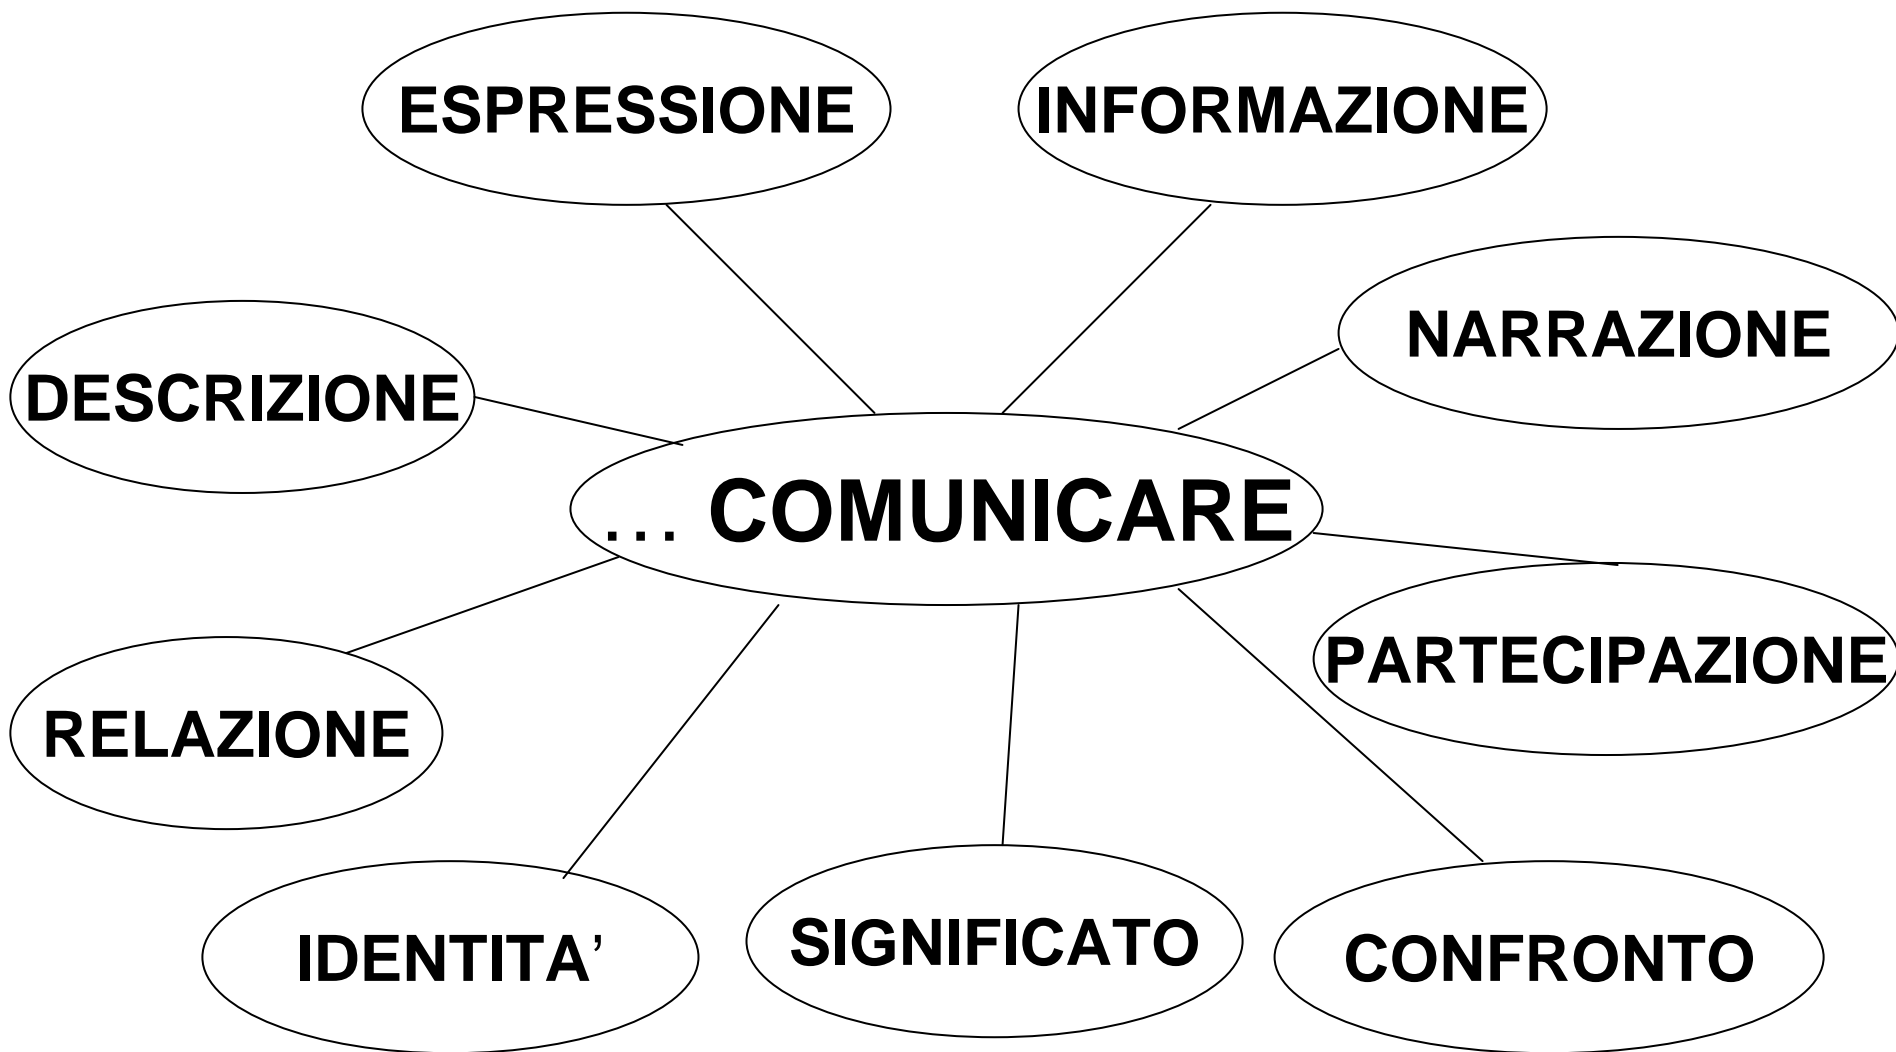 ESPRESSIONE
INFORMAZIONE
NARRAZIONE
DESCRIZIONE
... COMUNICARE
PARTECIPAZIONE
RELAZIONE
IDENTITA’
SIGNIFICATO
CONFRONTO